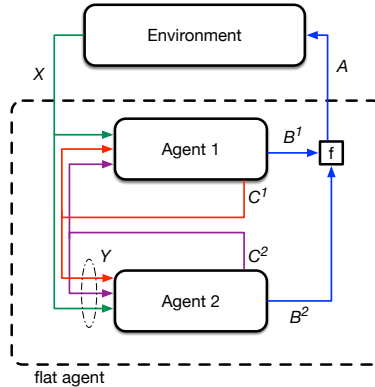 Environment
X
A
Agent 1
B¹
f
C¹
Y
C²
Agent 2
B²
flat agent